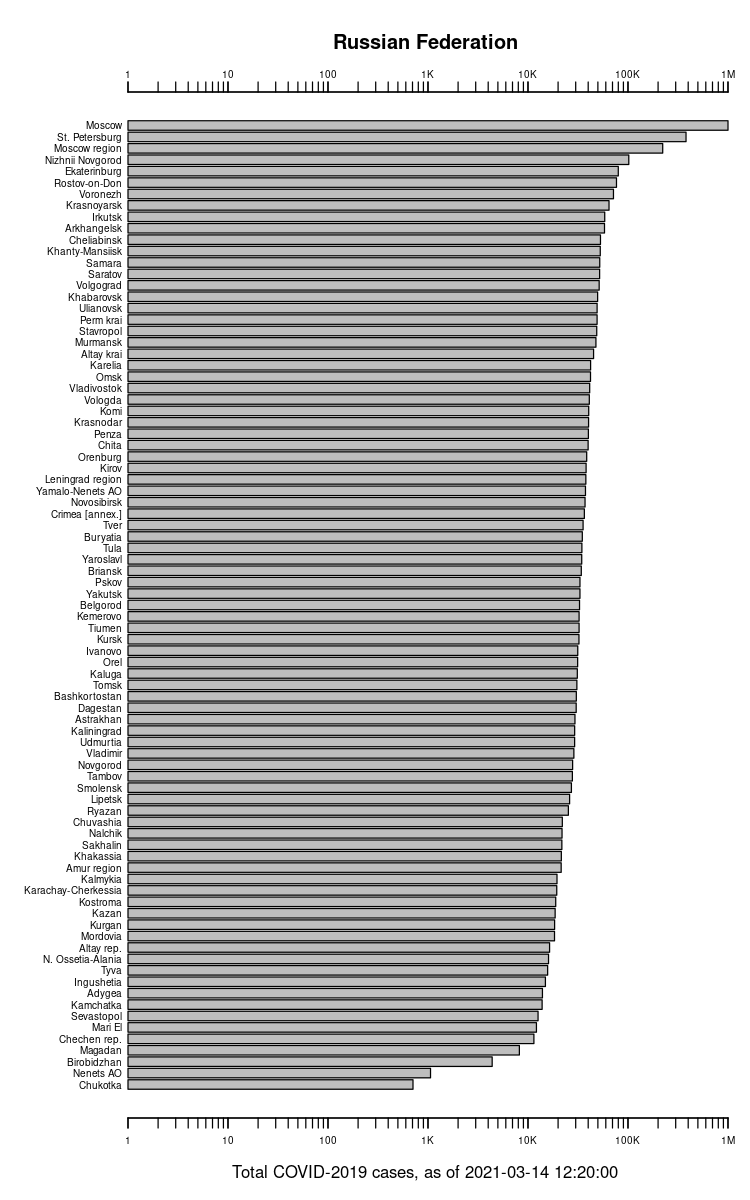 Russian Federation
1 10 100 1K 10K 100K 1M
Moscow
St. Petersburg
Moscow region
Nizhnii Novgorod
Ekaterinburg
Rostov-on-Don
Voronezh
Krasnoyarsk
Irkutsk
Arkhangelsk
Cheliabinsk
Khanty-Mansiisk
Samara
Saratov
Volgograd
Khabarovsk
Ulianovsk
Perm krai
Stavropol
Murmansk
Altay krai
Karelia
Omsk
Vladivostok
Vologda
Komi
Krasnodar
Penza
Chita
Orenburg
Kirov
Leningrad region
Yamalo-Nenets AO
Novosibirsk
Crimea [annex.]
Tver
Buryatia
Tula
Yaroslavl
Briansk
Pskov
Yakutsk
Belgorod
Kemerovo
Tiumen
Kursk
Ivanovo
Orel
Kaluga
Tomsk
Bashkortostan
Dagestan
Astrakhan
Kaliningrad
Udmurtia
Vladimir
Novgorod
Tambov
Smolensk
Lipetsk
Ryazan
Chuvashia
Nalchik
Sakhalin
Khakassia
Amur region
Kalmykia
Karachay-Cherkessia
Kostroma
Kazan
Kurgan
Mordovia
Altay rep.
N. Ossetia-Alania
Tyva
Ingushetia
Adygea
Kamchatka
Sevastopol
Mari El
Chechen rep.
Magadan
Birobidzhan
Nenets AO
Chukotka
1 10 100 1K 10K 100K 1M
Total COVID-2019 cases, as of 2021-03-14 12:20:00